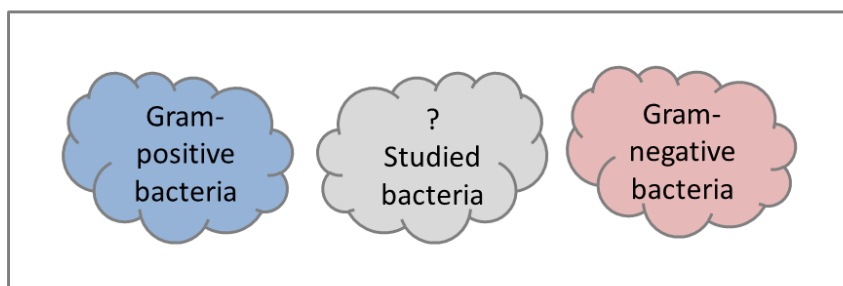 Gram-
positive
bacteria
?
Studied
bacteria
Gram-
negative
bacteria